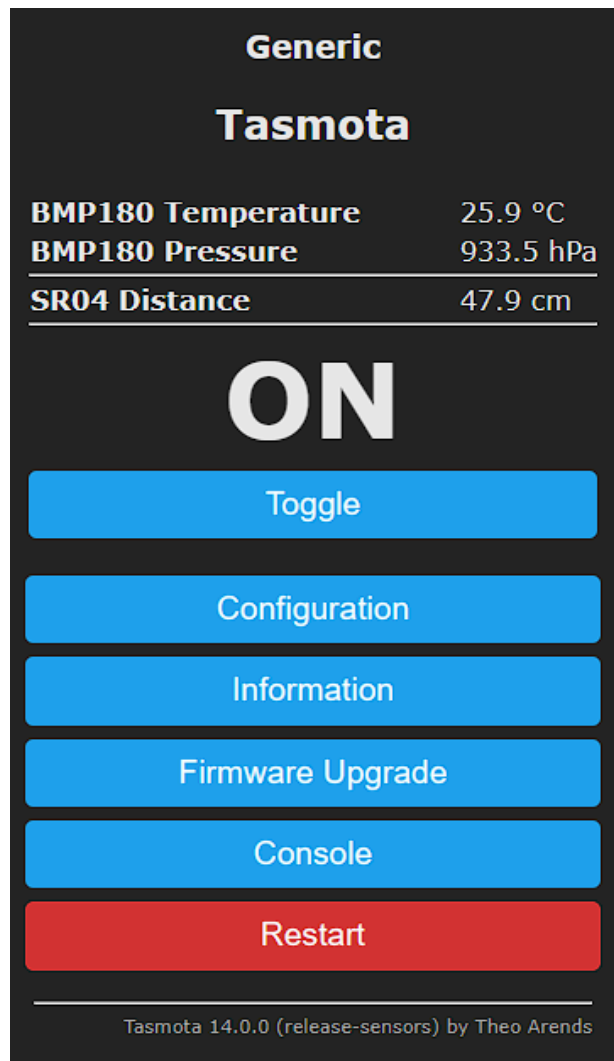 Generic
Tasmota
BMP180 Temperature 25.9 °C
BMP180 Pressure 933.5 hPa
SR04 Distance 47.9 cm
ON
Toggle
Configuration
Information
Firmware Upgrade
Console
Restart
Tasmota 14.0.0 (release-sensors) by Theo Arends